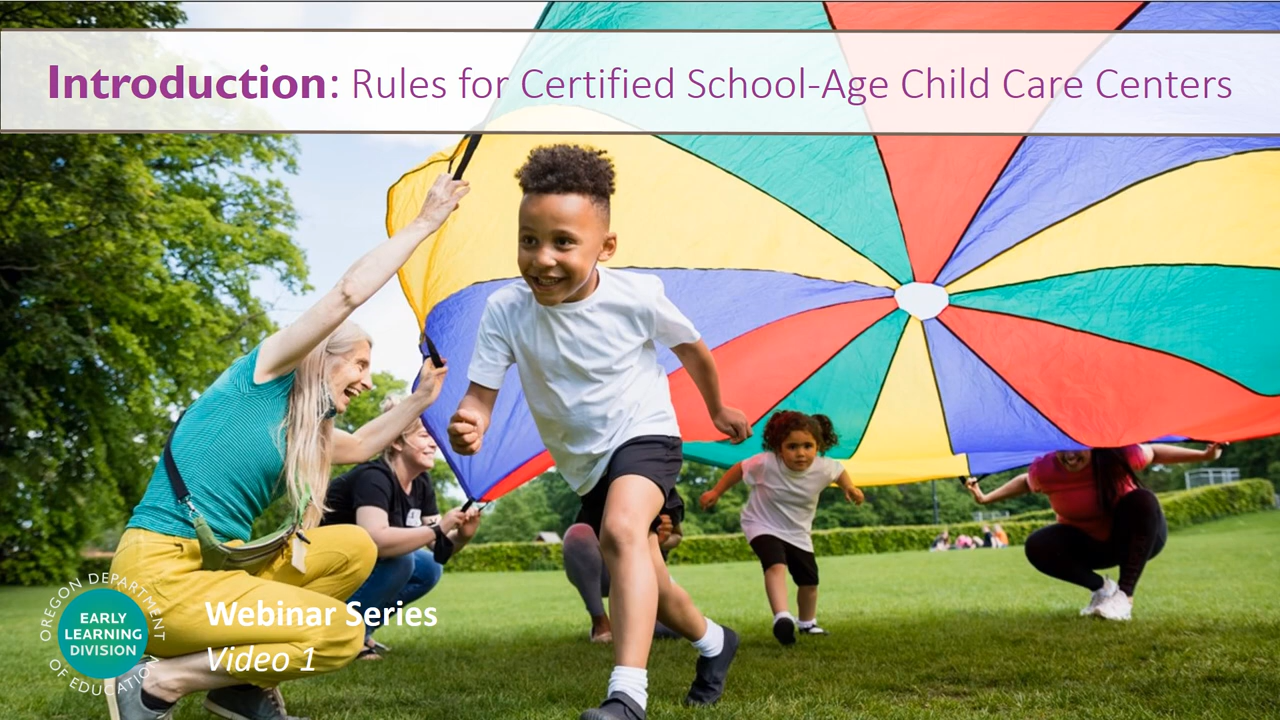 Introduction: Rules for Certified School-Age Child Care Centers
OREGON DEPARTMENT
EARLY
LEARNING
DIVISION
OF EDUCATION
Webinar Series
Video 1